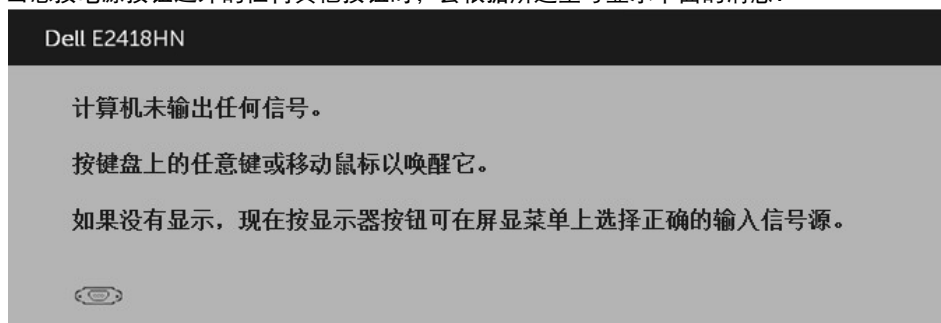 Dell E2418HN
计算机未输出任何信号。
按键盘上的任意键或移动鼠标以唤醒它。
如果没有显示，现在按显示器按钮可在屏显菜单上选择正确的输入信号源。